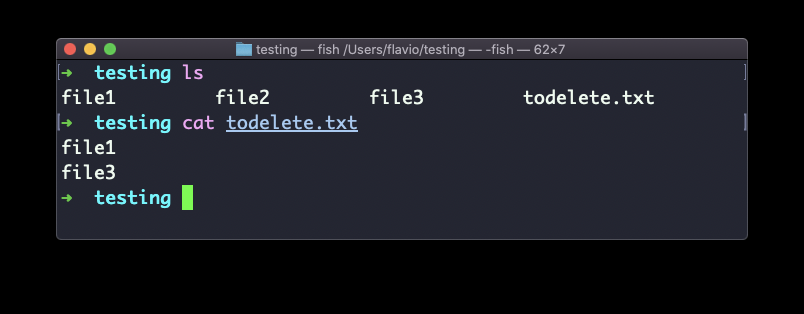 testing — fish /Users/flavio/testing — -fish — 62×7
➜  testing ls
file1         file2         file3         todelete.txt
➜  testing cat todelete.txt
file1
file3
➜  testing